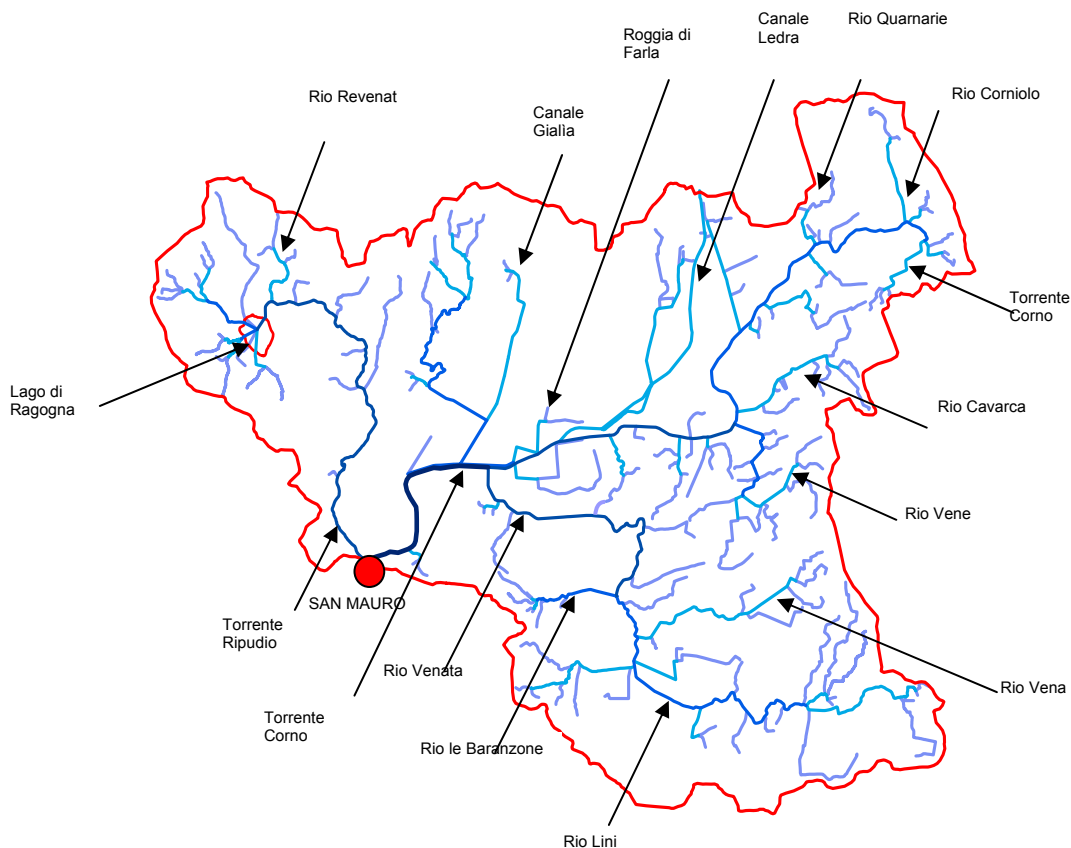 Canale
Ledra
Rio Quarnarie
Roggia di
Farla
Rio Revenat
Rio Corniolo
Canale
Gialìa
Torrente
Corno
Lago di
Ragogna
Rio Cavarca
Rio Vene
SAN MAURO
Torrente
Ripudio
Rio Venata
Rio Vena
Torrente
Corno
Rio le Baranzone
Rio Lini